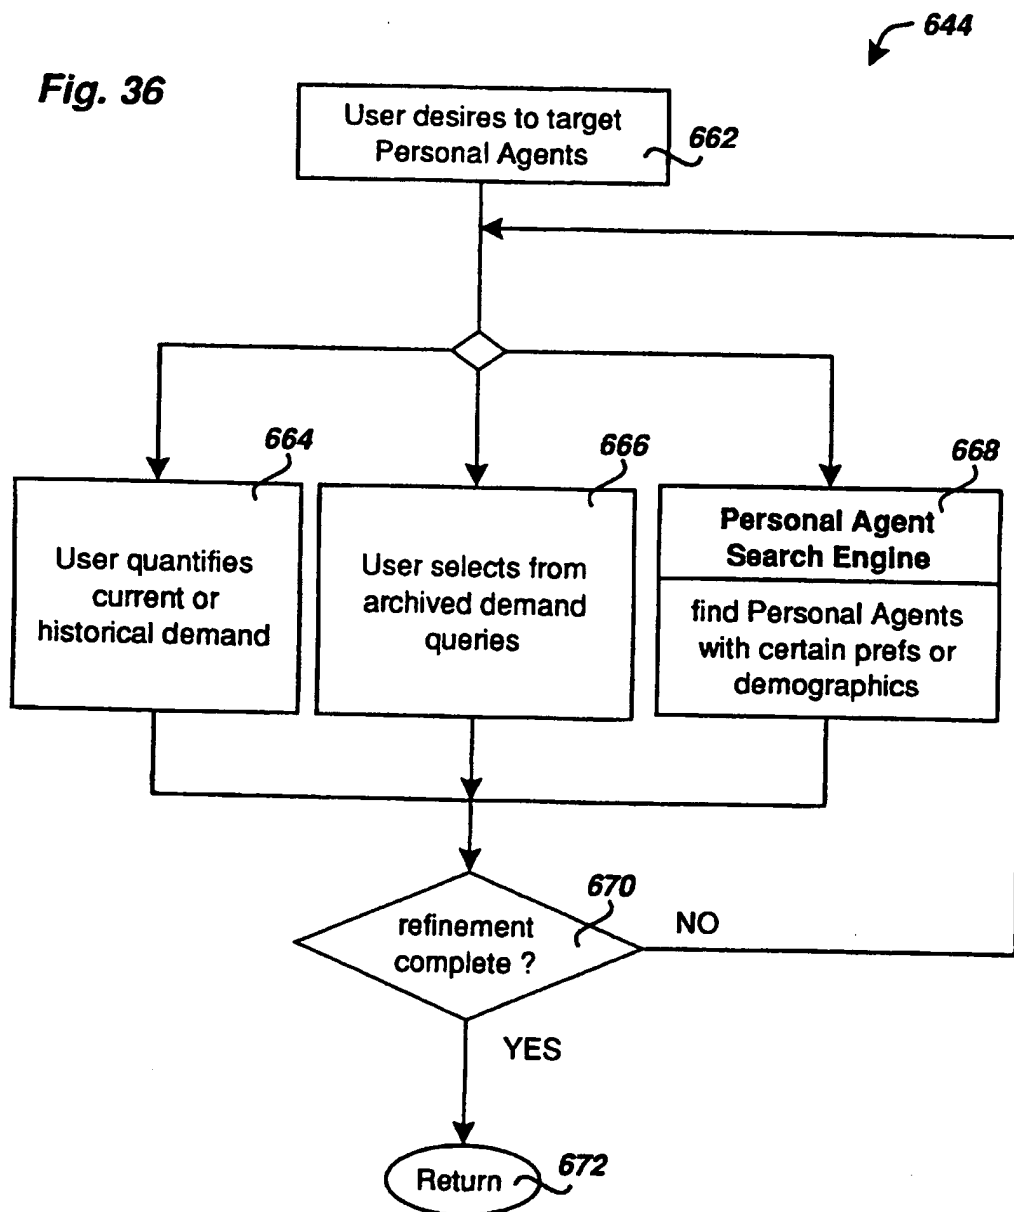 644
Fig. 36
User desires to target
Personal Agents
662
664
666
668
User quantifies
current or
historical demand
User selects from
archived demand
queries
Personal Agent
Search Engine
find Personal Agents
with certain prefs or
demographics
670
refinement
complete ?
NO
YES
Return
672